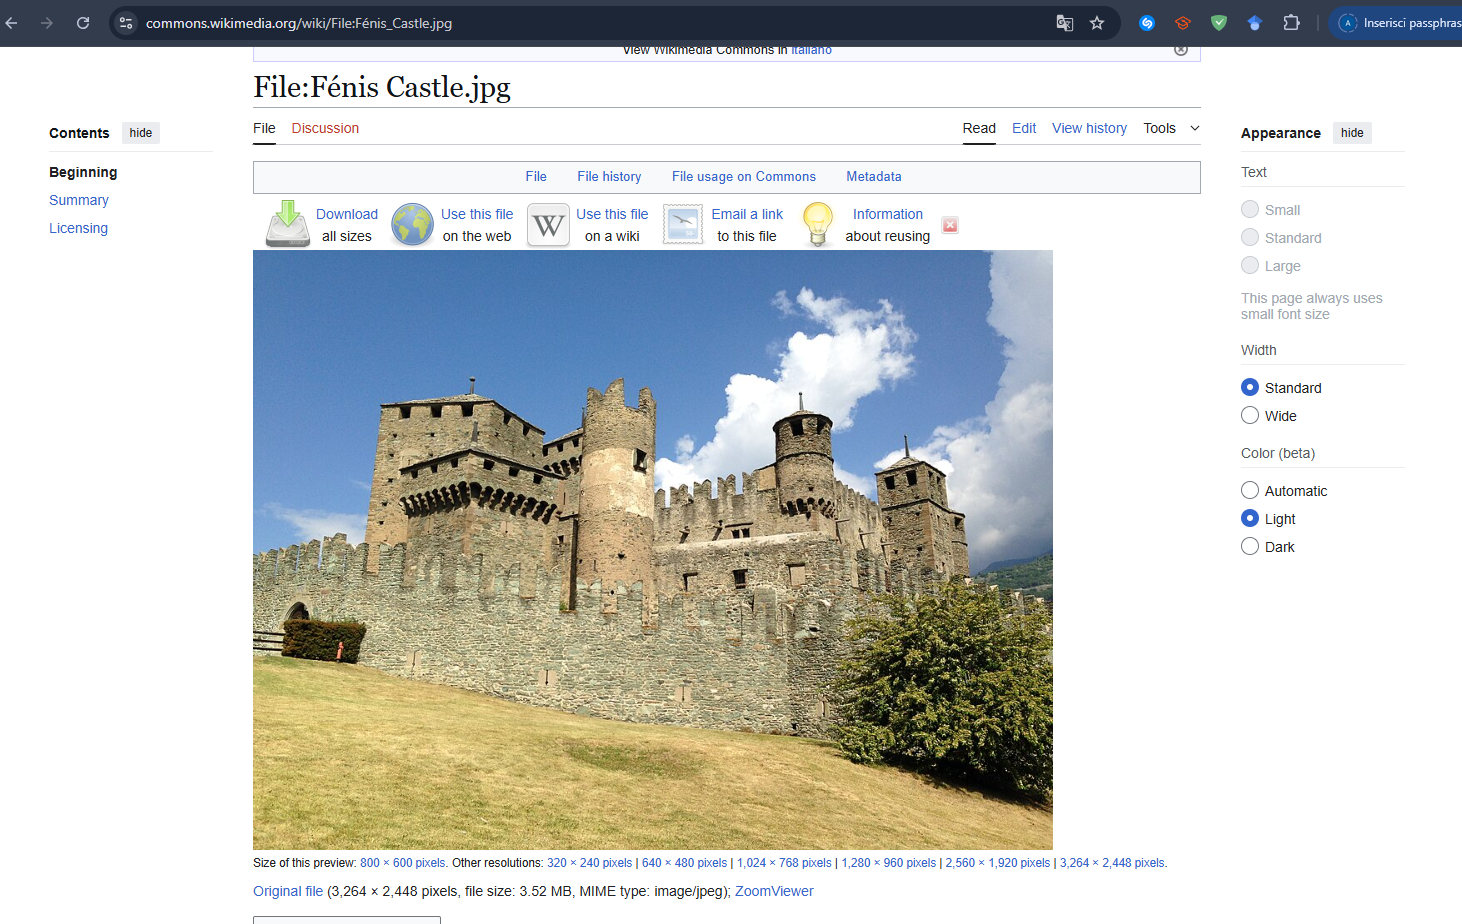 commons.wikimedia.org/wiki/File:Fénis_Castle.jpg
A Inserisci passphras
View Wikimedia Commons in Italiano
File:Fénis Castle.jpg
Contents hide
Beginning
Summary
Licensing
File Discussion Read Edit View history Tools
File File history File usage on Commons Metadata
Download
all sizes
Use this file
on the web
W
Use this file
on a wiki
Email a link
to this file
Information
about reusing
Size of this preview: 800 × 600 pixels. Other resolutions: 320 × 240 pixels | 640 × 480 pixels | 1,024 × 768 pixels | 1,280 × 960 pixels | 2,560 × 1,920 pixels | 3,264 × 2,448 pixels.
Original file (3,264 × 2,448 pixels, file size: 3.52 MB, MIME type: image/jpeg); ZoomViewer
Appearance hide
Text
Small
Standard
Large
This page always uses
small font size
Width
Standard
Wide
Color (beta)
Automatic
Light
Dark